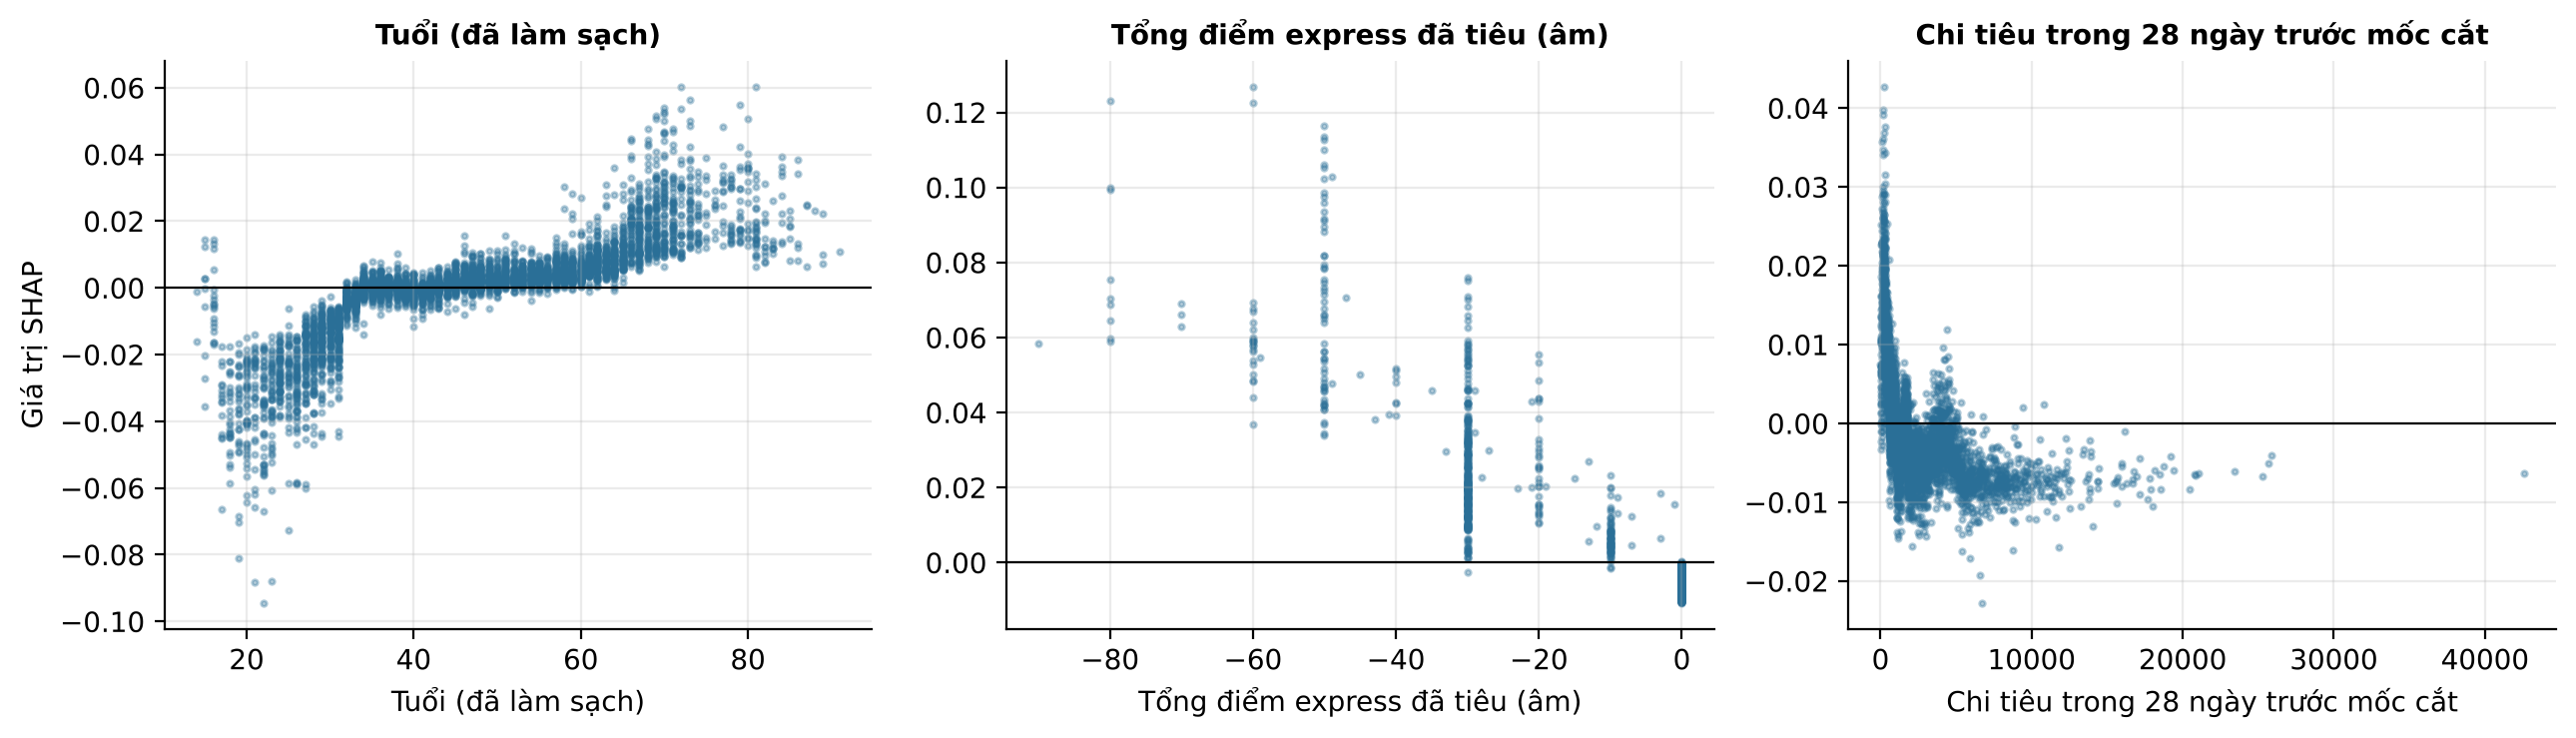 Tuổi (đã làm sạch)
Giá trị SHAP
0.06
0.04
0.02
0.00
−0.02
−0.04
−0.06
−0.08
−0.10
20 40 60 80
Tuổi (đã làm sạch)
Tổng điểm express đã tiêu (âm)
0.12
0.10
0.08
0.06
0.04
0.02
0.00
−80 −60 −40 −20 0
Tổng điểm express đã tiêu (âm)
Chi tiêu trong 28 ngày trước mốc cắt
0.04
0.03
0.02
0.01
0.00
−0.01
−0.02
0 10000 20000 30000 40000
Chi tiêu trong 28 ngày trước mốc cắt